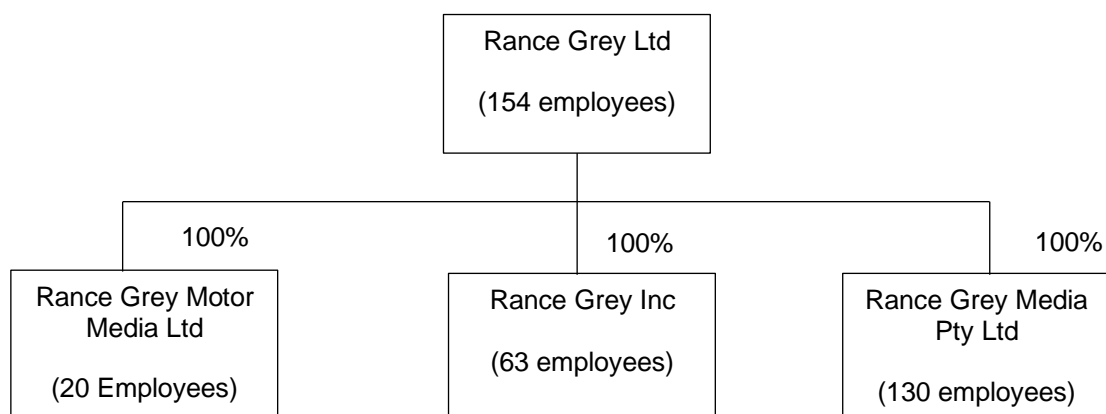 Rance Grey Ltd
(154 employees)
100%
100%
100%
Rance Grey Motor
Media Ltd
(20 Employees)
Rance Grey Inc
(63 employees)
Rance Grey Media
Pty Ltd
(130 employees)